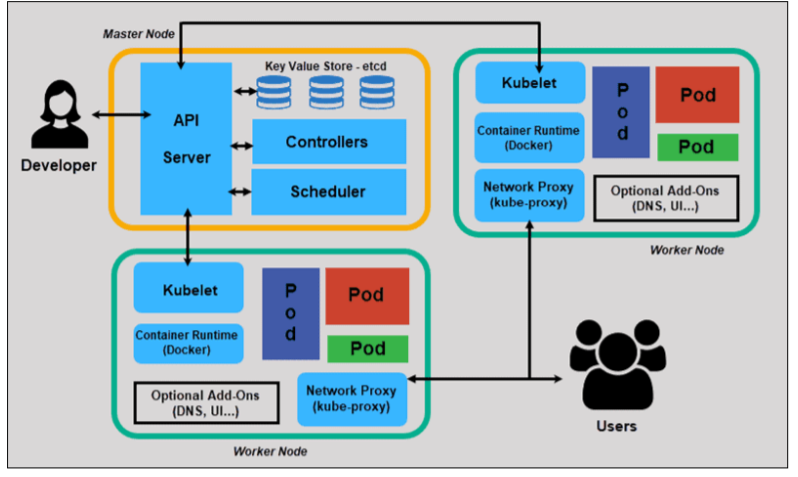 Master Node
Key Value Store - etcd
API
Server
Controllers
Scheduler
Developer
Kubelet
Container Runtime
(Docker)
Network Proxy
(kube-proxy)
P
o
d
Pod
Pod
Optional Add-Ons
(DNS, UI...)
Worker Node
Kubelet
Container Runtime
(Docker)
P
o
d
Pod
Pod
Optional Add-Ons
(DNS, UI...)
Network Proxy
(kube-proxy)
Worker Node
Users